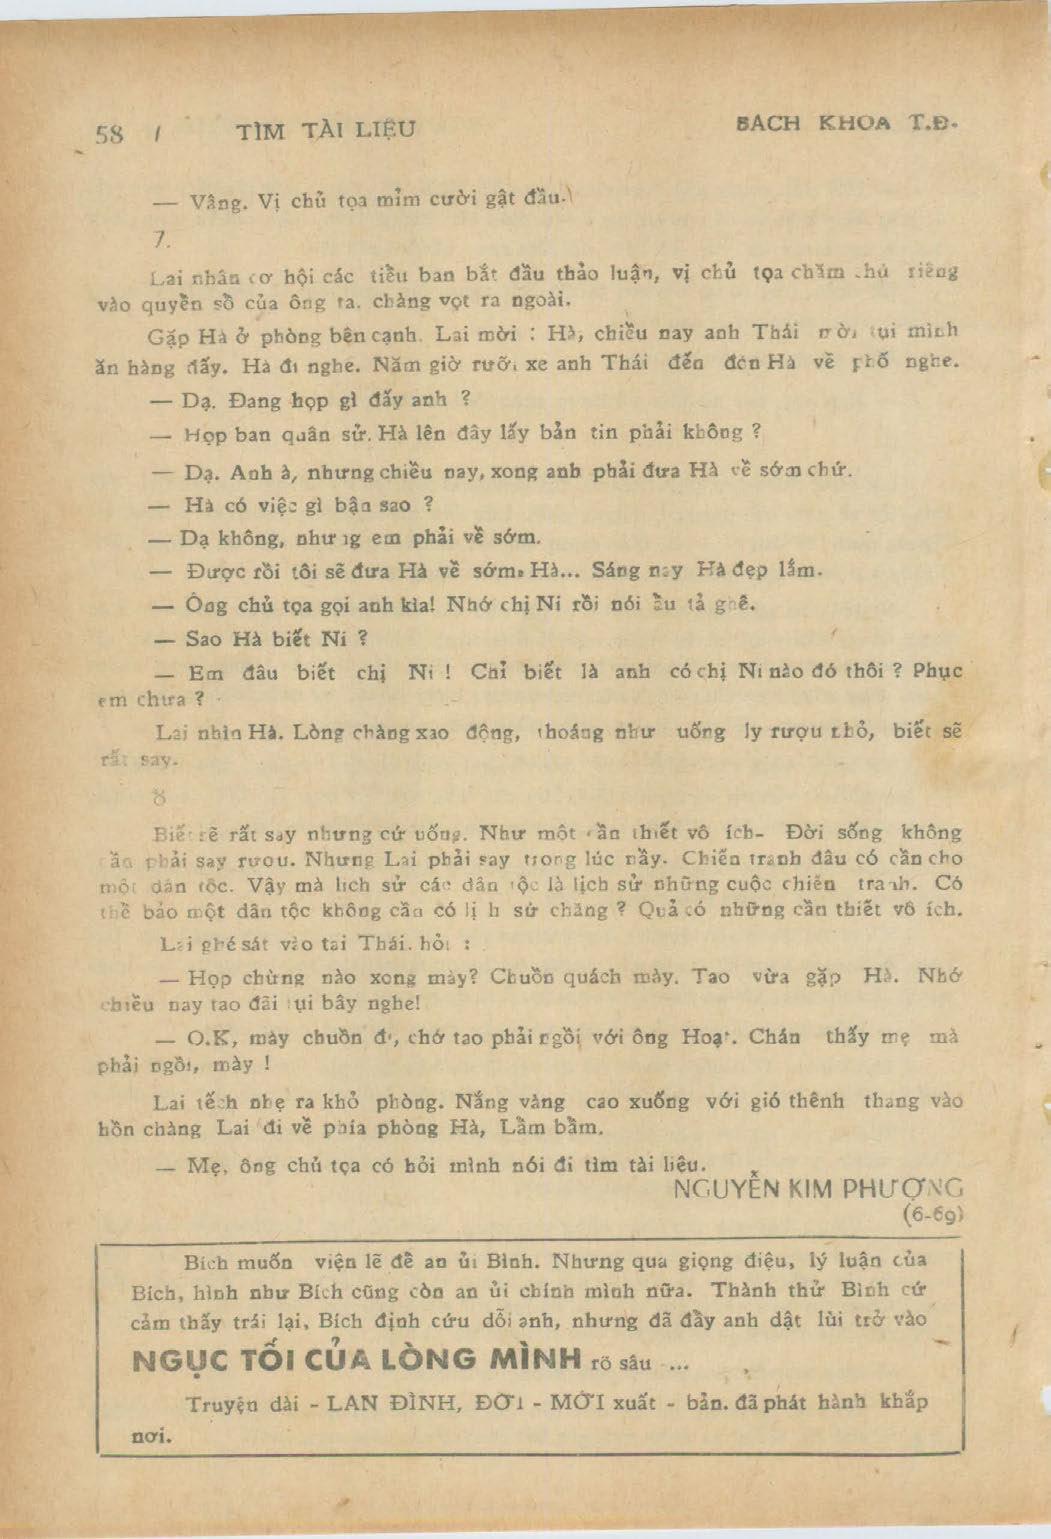 58 / TÌM TÀI LIỆU BÁCH KHOA T.Đ.
— Vâng. Vị chủ tọa mỉm cười gật đầu.
7.
Lai nhân cơ hội các tiểu ban bắt đầu thảo luận, vị chủ tọa chăm chú riêng
vào quyển sổ của ông ta. chàng vọt ra ngoài.
Gặp Hà ở phòng bên cạnh. Lai mời : Hà, chiều nay anh Thái mời tụi mình
ăn hàng đấy. Hà đi nghe. Năm giờ rưỡi xe anh Thái đến đón Hà về phố nghe.
— Dạ. Đang họp gì đấy anh ?
— Họp ban quân sử. Hà lên đây lấy bản tin phải không ?
— Dạ. Anh à, nhưng chiều nay, xong anh phải đưa Hà về sớm chứ.
— Hà có việc gì bận sao ?
— Dạ không, nhưng em phải về sớm.
— Được rồi tôi sẽ đưa Hà về sớm. Hà... Sáng nay Hà đẹp lắm.
— Ông chủ tọa gọi anh kìa! Nhớ chị Ni rồi nói ẩu tả ghê.
— Sao Hà biết Ni ?
— Em đâu biết chị Ni ! Chỉ biết là anh có chị Ni nào đó thôi ? Phục
em chưa ?
Lai nhìn Hà. Lòng chàng xao động, thoáng như uống ly rượu nhỏ, biết sẽ
rất say.
8
Biết sẽ rất say nhưng cứ uống. Như một cần thiết vô ích- Đời sống không
cần phải say rượu. Nhưng Lai phải say trong lúc nầy. Chiến tranh đâu có cần cho
một dân tộc. Vậy mà lịch sử các dân tộc là lịch sử những cuộc chiến tranh. Có
thể bảo một dân tộc không cần có lịch sử chăng ? Quả có những cần thiết vô ích.
Lai ghé sát vào tai Thái. hỏi :
— Họp chừng nào xong mày? Chuồn quách mày. Tao vừa gặp Hà. Nhớ
chiều nay tao đãi tụi bây nghe!
— O.K, mày chuồn đi, chớ tao phải ngồi với ông Hoạt. Chán thấy mẹ mà
phải ngồi, mày !
Lai tếch nhẹ ra khỏ phòng. Nắng vàng cao xuống với gió thênh thang vào
hồn chàng Lai đi về phía phòng Hà, Lầm bầm.
— Mẹ, ông chủ tọa có hỏi mình nói đi tìm tài liệu.
NGUYỄN KIM PHƯỢNG
(6-69)
Bích muốn viện lẽ để an ủi Bình. Nhưng qua giọng điệu, lý luận của
Bích, hình như Bích cũng còn an ủi chính mình nữa. Thành thử Bình cứ
cảm thấy trái lại, Bích định cứu dỗi anh, nhưng đã đẩy anh dật lùi trở vào
NGỤC TỐI CỦA LÒNG MÌNH rõ sâu ...
Truyện dài - LAN ĐÌNH, ĐỜI - MỚI xuất - bản. đã phát hành khắp
nơi.